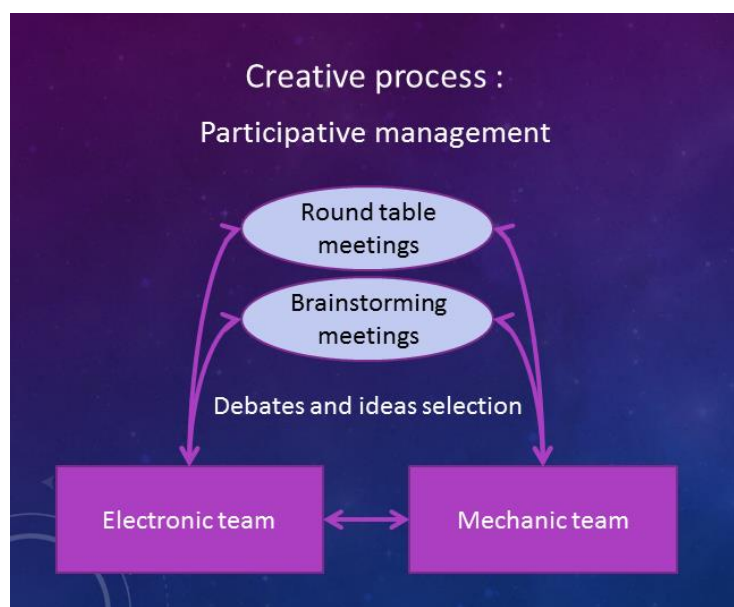 Creative process :
Participative management
Round table
meetings
Brainstorming
meetings
Debates and ideas selection
Electronic team
Mechanic team